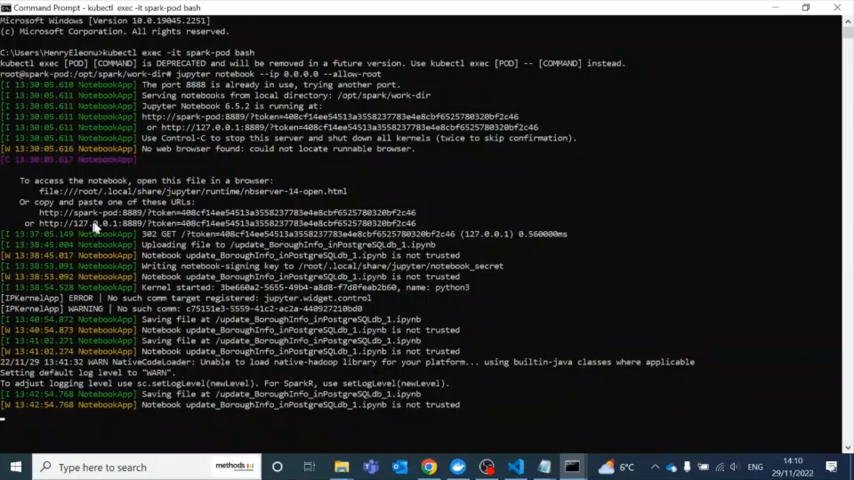 Command Prompt - kubectl exec -it spark-pod bash
Microsoft Windows [Version 10.0.19045.2251]
(c) Microsoft Corporation. All rights reserved.
C:\Users\HenryEleonu>kubectl exec -it spark-pod bash
kubectl exec [POD] [COMMAND] is DEPRECATED and will be removed in a future version. Use kubectl exec [POD] -- [COMMAND] instead.
root@spark-pod:/opt/spark/work-dir# jupyter notebook --ip 0.0.0.0 --allow-root
[I 13:30:05.610 NotebookApp] The port 8888 is already in use, trying another port.
[I 13:30:05.611 NotebookApp] Serving notebooks from local directory: /opt/spark/work-dir
[I 13:30:05.611 NotebookApp] Jupyter Notebook 6.5.2 is running at:
[I 13:30:05.611 NotebookApp] http://spark-pod:8889/?token=408cf14ee54513a3558237783e4e8cbf6525780320bf2c46
[I 13:30:05.611 NotebookApp]  or http://127.0.0.1:8889/?token=408cf14ee54513a3558237783e4e8cbf6525780320bf2c46
[I 13:30:05.611 NotebookApp] Use Control-C to stop this server and shut down all kernels (twice to skip confirmation).
[W 13:30:05.616 NotebookApp] No web browser found: could not locate runnable browser.
[C 13:30:05.617 NotebookApp]
To access the notebook, open this file in a browser:
file:///root/.local/share/jupyter/runtime/nbserver-14-open.html
Or copy and paste one of these URLs:
http://spark-pod:8889/?token=408cf14ee54513a3558237783e4e8cbf6525780320bf2c46
or http://127.0.0.1:8889/?token=408cf14ee54513a3558237783e4e8cbf6525780320bf2c46
[I 13:37:05.149 NotebookApp] 302 GET /?token=408cf14ee54513a3558237783e4e8cbf6525780320bf2c46 (127.0.0.1) 0.560000ms
[I 13:38:45.004 NotebookApp] Uploading file to /update_BoroughInfo_inPostgreSQLdb_1.ipynb
[W 13:38:45.017 NotebookApp] Notebook update_BoroughInfo_inPostgreSQLdb_1.ipynb is not trusted
[I 13:38:53.091 NotebookApp] Writing notebook-signing key to /root/.local/share/jupyter/notebook_secret
[W 13:38:53.092 NotebookApp] Notebook update_BoroughInfo_inPostgreSQLdb_1.ipynb is not trusted
[I 13:38:54.528 NotebookApp] Kernel started: 3be660a2-5655-49b4-a8d8-f7d8feab2b60, name: python3
[IPKernelApp] ERROR | No such comm target registered: jupyter.widget.control
[IPKernelApp] WARNING | No such comm: c75151e3-5559-41c2-ac2a-440927210bd0
[I 13:40:54.872 NotebookApp] Saving file at /update_BoroughInfo_inPostgreSQLdb_1.ipynb
[W 13:40:54.873 NotebookApp] Notebook update_BoroughInfo_inPostgreSQLdb_1.ipynb is not trusted
[I 13:41:02.271 NotebookApp] Saving file at /update_BoroughInfo_inPostgreSQLdb_1.ipynb
[W 13:41:02.274 NotebookApp] Notebook update_BoroughInfo_inPostgreSQLdb_1.ipynb is not trusted
22/11/29 13:41:32 WARN NativeCodeLoader: Unable to load native-hadoop library for your platform... using builtin-java classes where applicable
Setting default log level to "WARN".
To adjust logging level use sc.setLogLevel(newLevel). For SparkR, use setLogLevel(newLevel).
[I 13:42:54.768 NotebookApp] Saving file at /update_BoroughInfo_inPostgreSQLdb_1.ipynb
[W 13:42:54.768 NotebookApp] Notebook update_BoroughInfo_inPostgreSQLdb_1.ipynb is not trusted
Type here to search
methods
6°C
ENG
14:10
29/11/2022